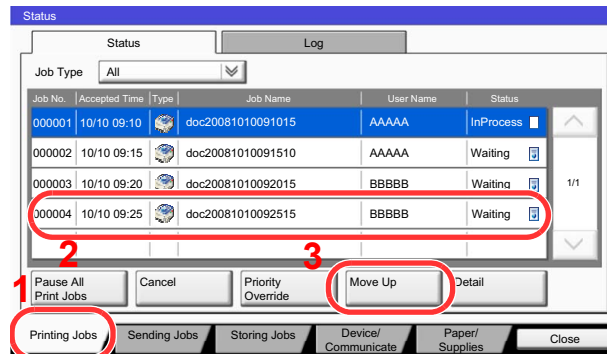 Status
Status Log
Job Type All
Job No. Accepted Time Type Job Name User Name Status
000001 10/10 09:10 doc20081010091015 AAAAA InProcess
000002 10/10 09:15 doc20081010091510 AAAAA Waiting
000003 10/10 09:20 doc20081010092015 BBBBB Waiting 1/1
000004 10/10 09:25 doc20081010092515 BBBBB Waiting
2 3
1
Pause All
Print Jobs
Cancel
Priority
Override
Move Up
Detail
Printing Jobs
Sending Jobs
Storing Jobs
Device/
Communicate
Paper/
Supplies
Close